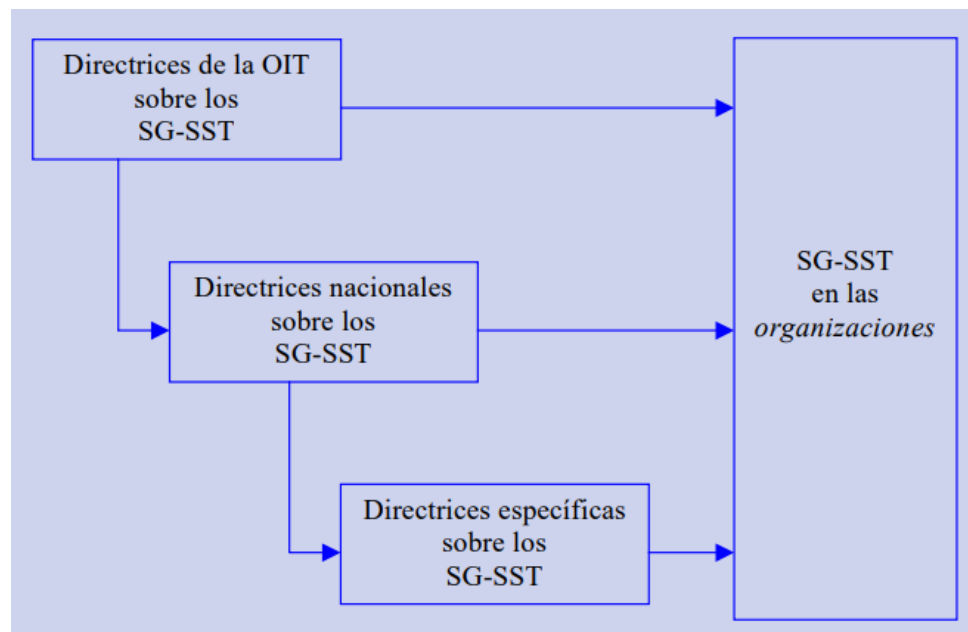 Directrices de la OIT
sobre los
SG-SST
Directrices nacionales
sobre los
SG-SST
SG-SST
en las
organizaciones
Directrices específicas
sobre los
SG-SST